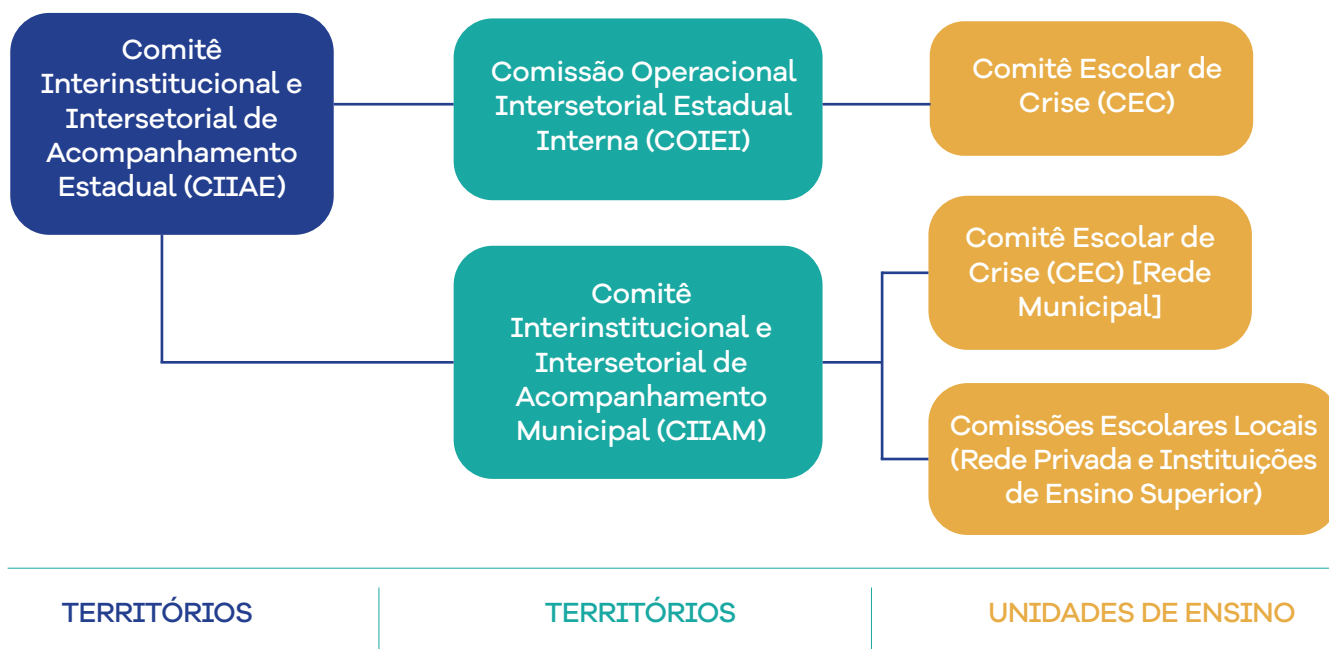 Comitê
Interinstitucional e
Intersetorial de
Acompanhamento
Estadual (CIIAE)
Comissão Operacional
Intersetorial Estadual
Interna (COIEI)
Comitê Escolar de
Crise (CEC)
Comitê
Interinstitucional e
Intersetorial de
Acompanhamento
Municipal (CIIAM)
Comitê Escolar de
Crise (CEC) [Rede
Municipal]
Comissões Escolares Locais
(Rede Privada e Instituições
de Ensino Superior)
TERRITÓRIOS
TERRITÓRIOS
UNIDADES DE ENSINO